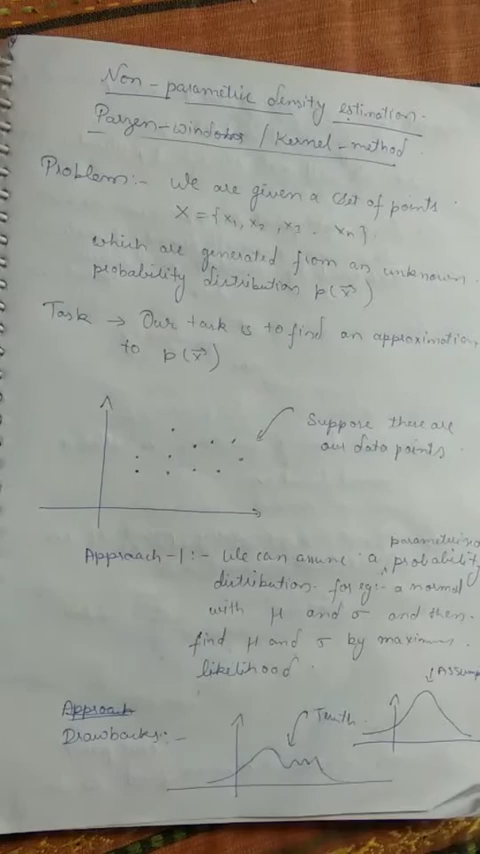 Non-parametric density estimation.
Parzen-windows / Kernel-method
Problem:- We are given a set of points.
X = {x1, x2, x3 . xn}
which are generated from an unknown
probability distribution p(x⃗)
Task → Our task is to find an approximation
to p(x⃗)
Suppose these are
our data points.
parametric
Approach-1:- We can assume a probability
distribution. for eg:- a normal
with μ and σ and then
find μ and σ by maximum
likelihood.
Assump
Approach
Truth.
Drawbacks:-